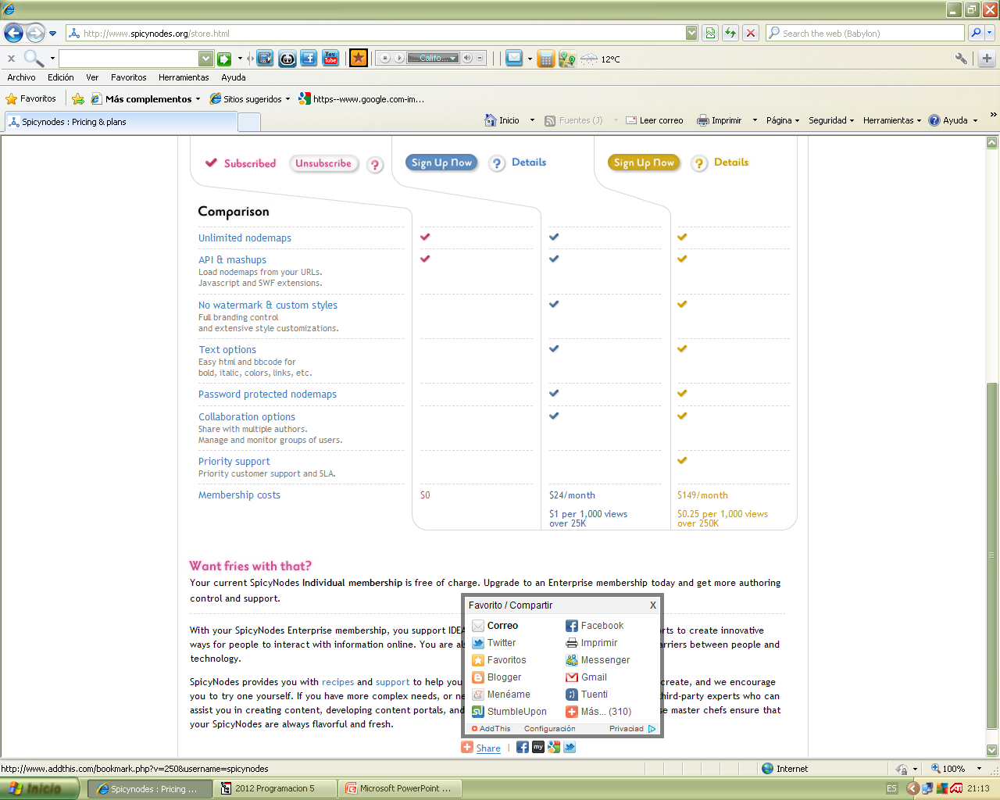 http://www.spicynodes.org/store.html
Search the web (Babylon)
Califo...
12°C
Archivo Edición Ver Favoritos Herramientas Ayuda
Favoritos Más complementos Sitios sugeridos https--www.google.com-im...
Spicynodes : Pricing & plans
Inicio Fuentes (J) Leer correo Imprimir Página Seguridad Herramientas Ayuda
Subscribed Unsubscribe ? Sign Up Now ? Details Sign Up Now ? Details
Comparison
Unlimited nodemaps
API & mashups
Load nodemaps from your URLs.
Javascript and SWF extensions.
No watermark & custom styles
Full branding control
and extensive style customizations.
Text options
Easy html and bbcode for
bold, italic, colors, links, etc.
Password protected nodemaps
Collaboration options
Share with multiple authors.
Manage and monitor groups of users.
Priority support
Priority customer support and SLA.
Membership costs $0 $24/month $149/month
$1 per 1,000 views $0.25 per 1,000 views
over 25K over 250K
Want fries with that?
Your current SpicyNodes Individual membership is free of charge. Upgrade to an Enterprise membership today and get more authoring
control and support.
With your SpicyNodes Enterprise membership, you support IDEA orts to create innovative
ways for people to interact with information online. You are al arriers between people and
technology.
SpicyNodes provides you with recipes and support to help you create, and we encourage
you to try one yourself. If you have more complex needs, or ne third-party experts who can
assist you in creating content, developing content portals, and se master chefs ensure that
your SpicyNodes are always flavorful and fresh.
Favorito / Compartir X
Correo Facebook
Twitter Imprimir
Favoritos Messenger
Blogger Gmail
Menéame Tuenti
StumbleUpon Más... (310)
AddThis Configuración Privacidad
Share | my
http://www.addthis.com/bookmark.php?v=250&username=spicynodes Internet 100%
Inicio Spicynodes : Pricing ... 2012 Programacion 5 Microsoft PowerPoint ... ES 21:13